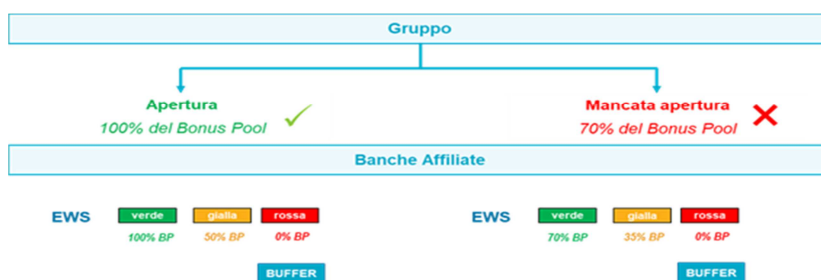 Gruppo
Apertura
100% del Bonus Pool
Mancata apertura
70% del Bonus Pool
Banche Affiliate
EWS verde gialla rossa
100% BP 50% BP 0% BP
BUFFER
EWS verde gialla rossa
70% BP 35% BP 0% BP
BUFFER